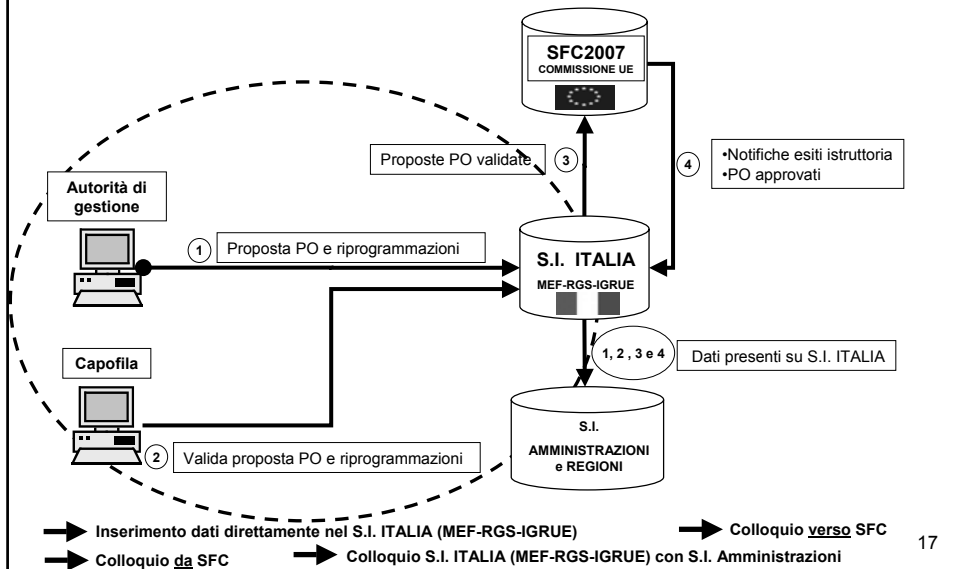 SFC2007
COMMISSIONE UE
Proposte PO validate
3
4
•Notifiche esiti istruttoria
•PO approvati
Autorità di
gestione
1
Proposta PO e riprogrammazioni
S.I. ITALIA
MEF-RGS-IGRUE
1, 2 , 3 e 4
Dati presenti su S.I. ITALIA
Capofila
S.I.
AMMINISTRAZIONI
e REGIONI
2
Valida proposta PO e riprogrammazioni
Inserimento dati direttamente nel S.I. ITALIA (MEF-RGS-IGRUE)
Colloquio verso SFC
Colloquio da SFC
Colloquio S.I. ITALIA (MEF-RGS-IGRUE) con S.I. Amministrazioni
17